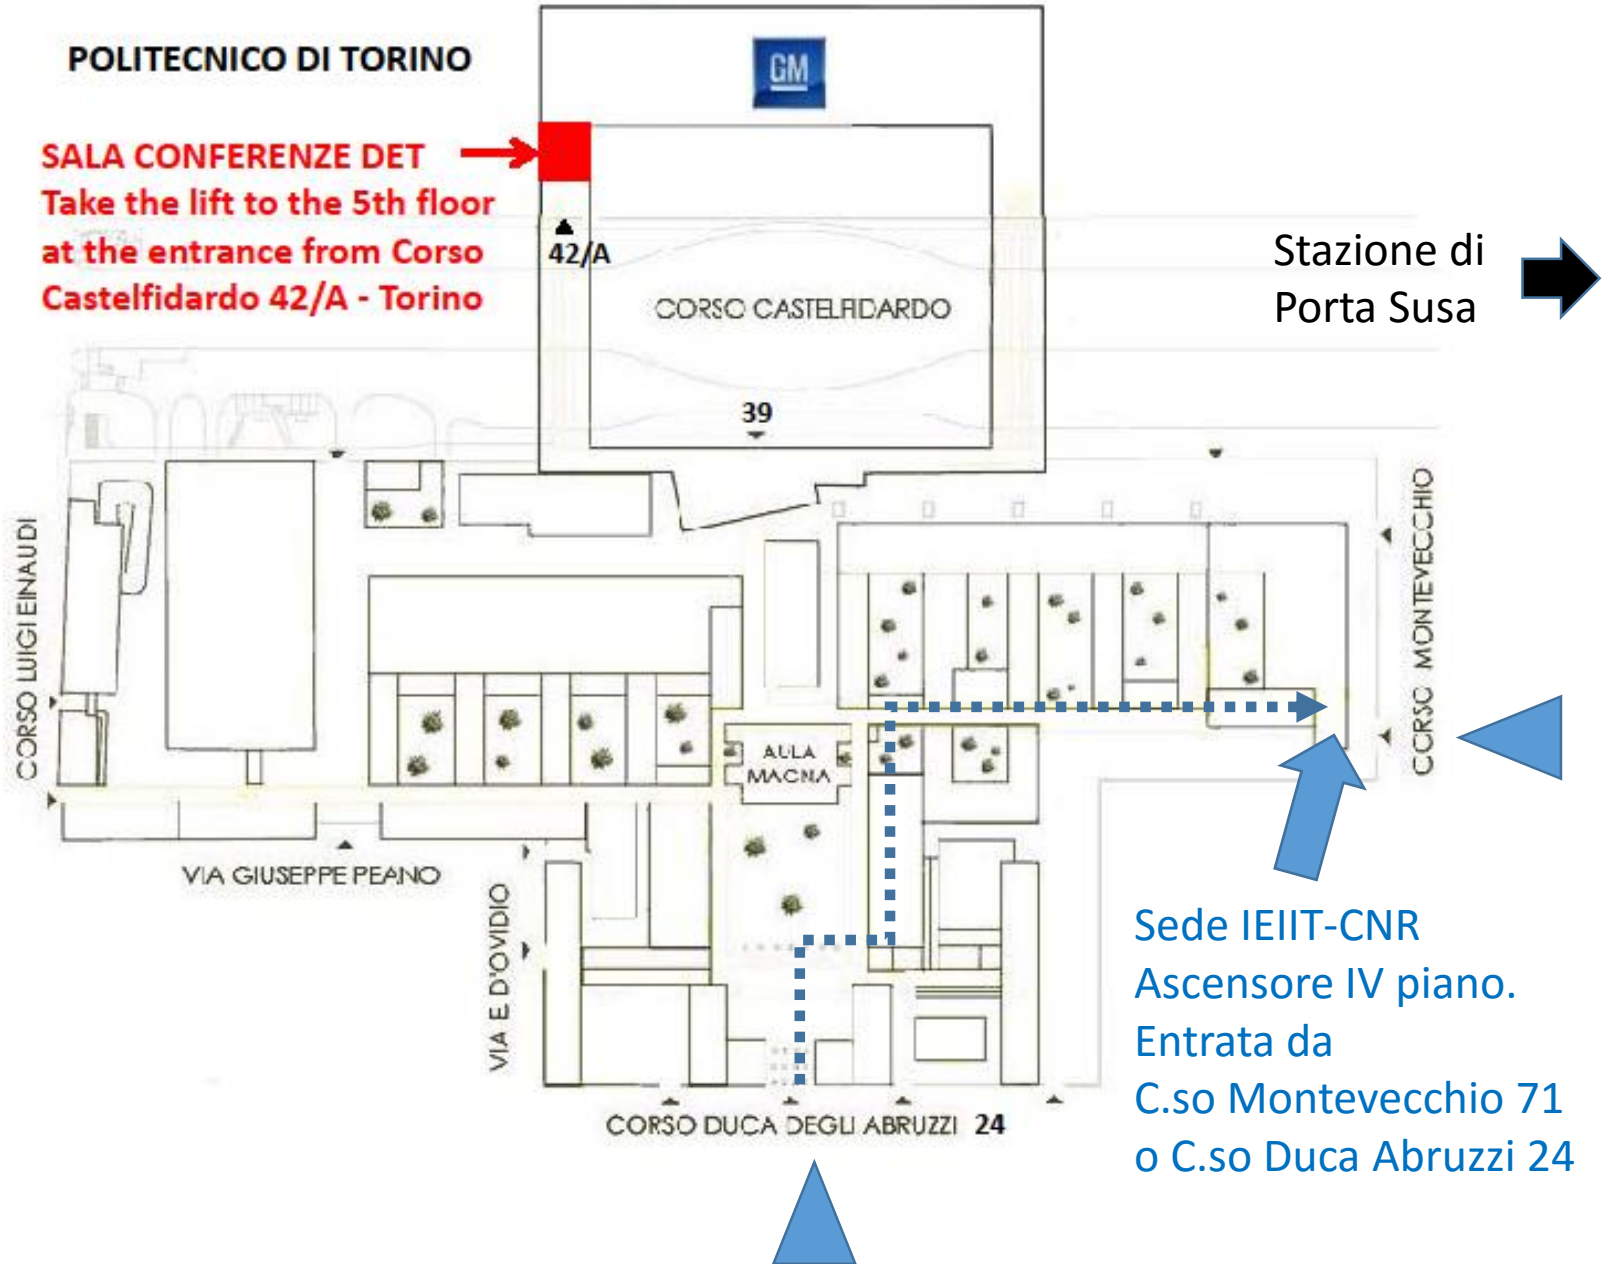 POLITECNICO DI TORINO
GM
SALA CONFERENZE DET
Take the lift to the 5th floor
at the entrance from Corso
Castelfidardo 42/A - Torino
42/A
Stazione di
Porta Susa
CORSO CASTELFIDARDO
39
CORSO LUIGI EINAUDI
CORSO MONTEVECCHIO
AULA
MAGNA
VIA GIUSEPPE PEANO
VIA E D'OVIDIO
CORSO DUCA DEGLI ABRUZZI 24
Sede IEIIT-CNR
Ascensore IV piano.
Entrata da
C.so Montevecchio 71
o C.so Duca Abruzzi 24